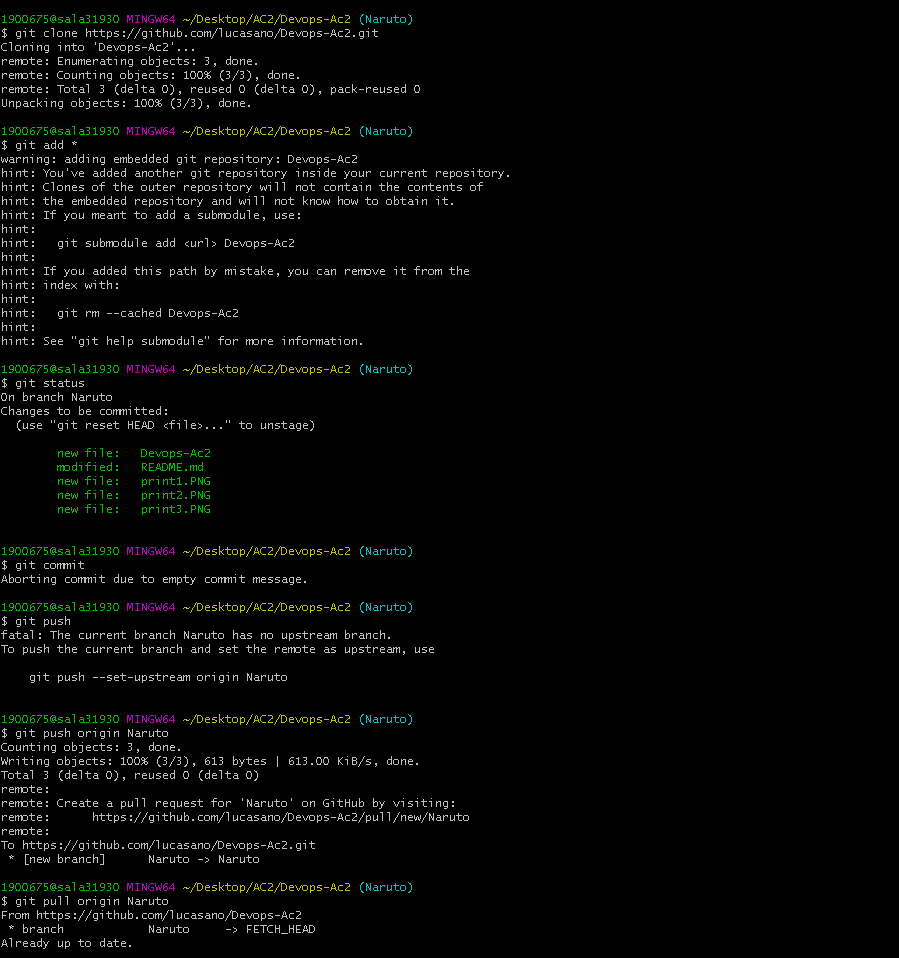 1900675@sala31930 MINGW64 ~/Desktop/AC2/Devops-Ac2 (Naruto)
$ git clone https://github.com/lucasano/Devops-Ac2.git
Cloning into 'Devops-Ac2'...
remote: Enumerating objects: 3, done.
remote: Counting objects: 100% (3/3), done.
remote: Total 3 (delta 0), reused 0 (delta 0), pack-reused 0
Unpacking objects: 100% (3/3), done.
1900675@sala31930 MINGW64 ~/Desktop/AC2/Devops-Ac2 (Naruto)
$ git add *
warning: adding embedded git repository: Devops-Ac2
hint: You've added another git repository inside your current repository.
hint: Clones of the outer repository will not contain the contents of
hint: the embedded repository and will not know how to obtain it.
hint: If you meant to add a submodule, use:
hint:
hint:   git submodule add <url> Devops-Ac2
hint:
hint: If you added this path by mistake, you can remove it from the
hint: index with:
hint:
hint:   git rm --cached Devops-Ac2
hint:
hint: See "git help submodule" for more information.
1900675@sala31930 MINGW64 ~/Desktop/AC2/Devops-Ac2 (Naruto)
$ git status
On branch Naruto
Changes to be committed:
  (use "git reset HEAD <file>..." to unstage)
        new file:   Devops-Ac2
        modified:   README.md
        new file:   print1.PNG
        new file:   print2.PNG
        new file:   print3.PNG
1900675@sala31930 MINGW64 ~/Desktop/AC2/Devops-Ac2 (Naruto)
$ git commit
Aborting commit due to empty commit message.
1900675@sala31930 MINGW64 ~/Desktop/AC2/Devops-Ac2 (Naruto)
$ git push
fatal: The current branch Naruto has no upstream branch.
To push the current branch and set the remote as upstream, use
    git push --set-upstream origin Naruto
1900675@sala31930 MINGW64 ~/Desktop/AC2/Devops-Ac2 (Naruto)
$ git push origin Naruto
Counting objects: 3, done.
Writing objects: 100% (3/3), 613 bytes | 613.00 KiB/s, done.
Total 3 (delta 0), reused 0 (delta 0)
remote:
remote: Create a pull request for 'Naruto' on GitHub by visiting:
remote:      https://github.com/lucasano/Devops-Ac2/pull/new/Naruto
remote:
To https://github.com/lucasano/Devops-Ac2.git
 * [new branch]      Naruto -> Naruto
1900675@sala31930 MINGW64 ~/Desktop/AC2/Devops-Ac2 (Naruto)
$ git pull origin Naruto
From https://github.com/lucasano/Devops-Ac2
 * branch            Naruto     -> FETCH_HEAD
Already up to date.